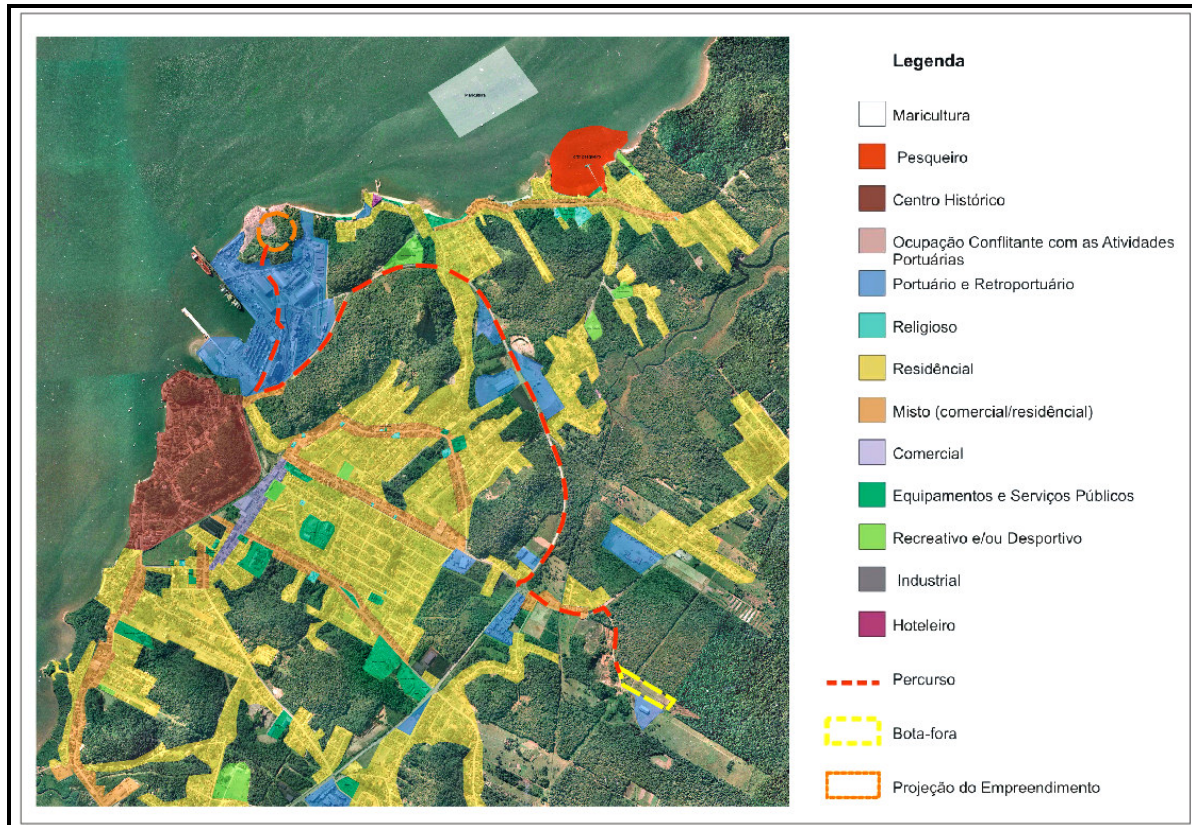 Legenda
Maricultura
Pesqueiro
Centro Histórico
Ocupação Conflitante com as Atividades
Portuárias
Portuário e Retroportuário
Religioso
Residêncial
Misto (comercial/residêncial)
Comercial
Equipamentos e Serviços Públicos
Recreativo e/ou Desportivo
Industrial
Hoteleiro
Percurso
Bota-fora
Projeção do Empreendimento